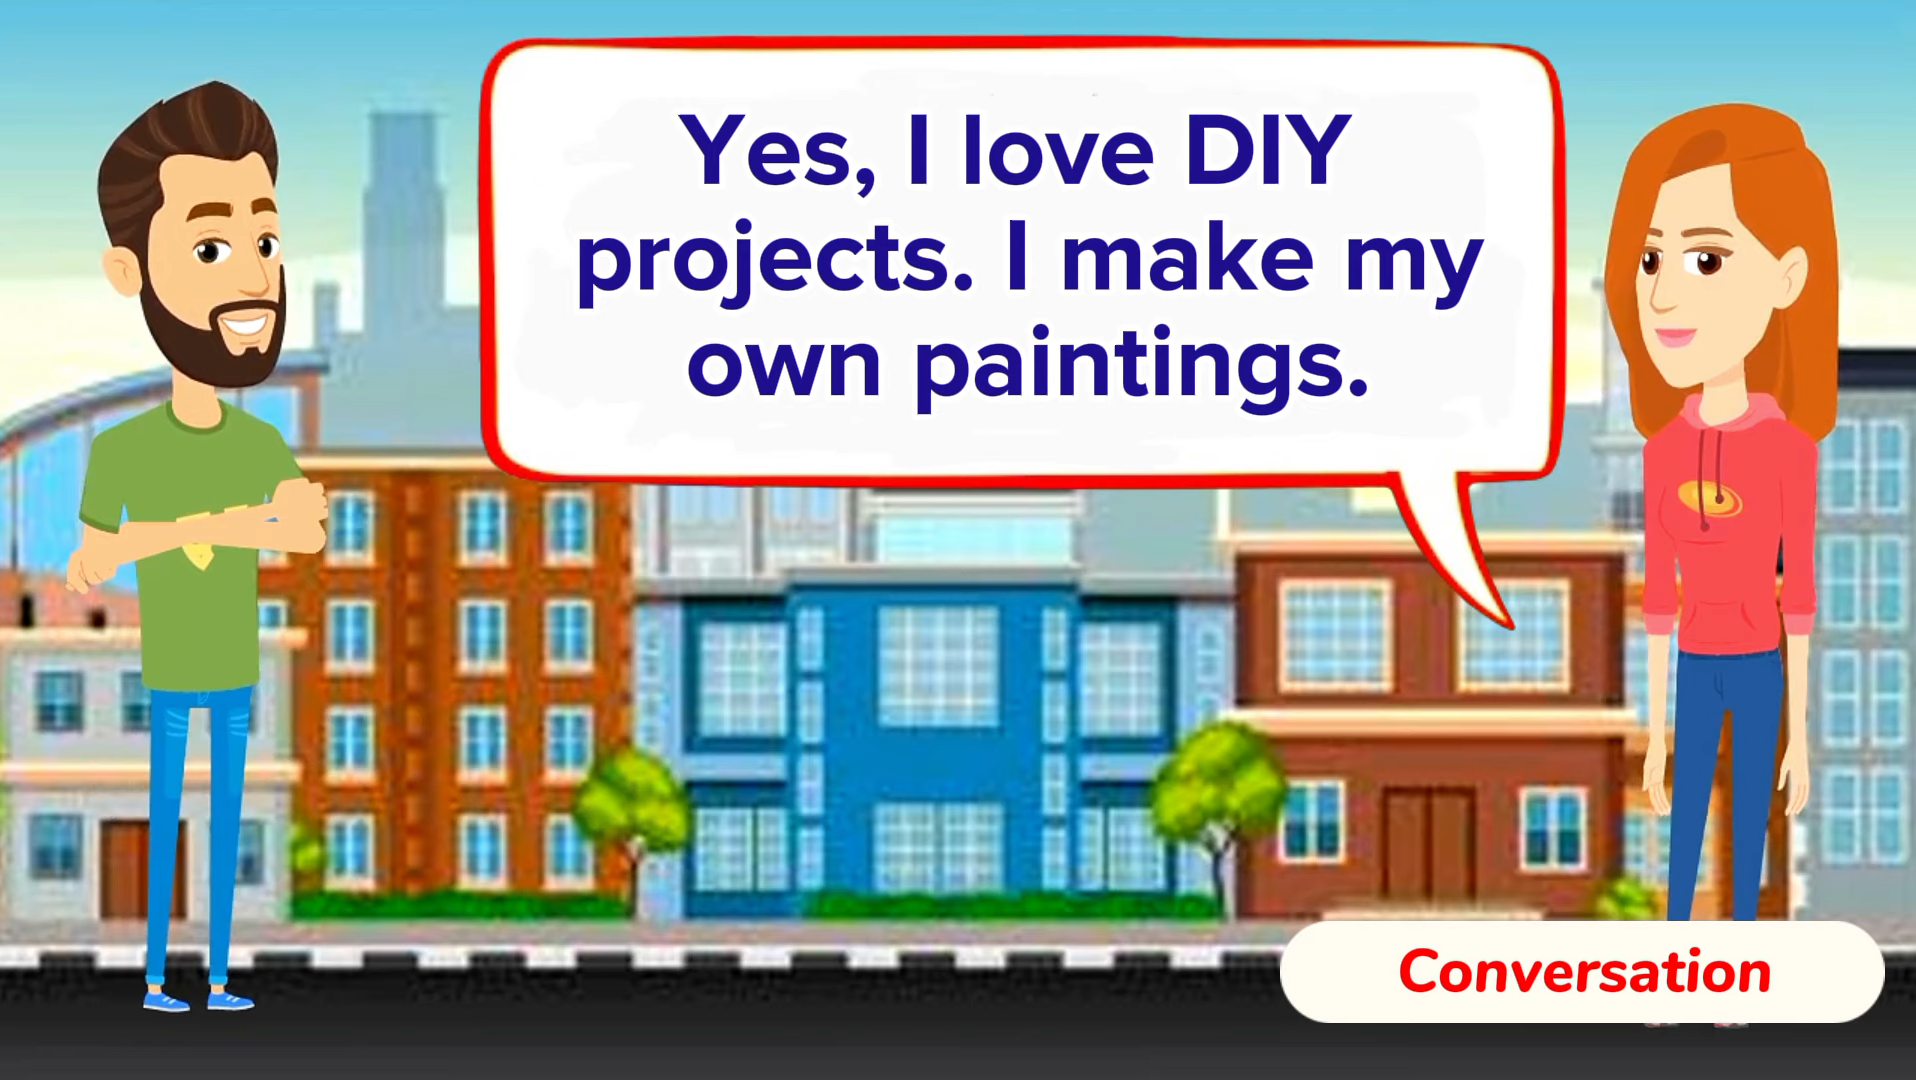 Yes, I love DIY
projects. I make my
own paintings.
Conversation